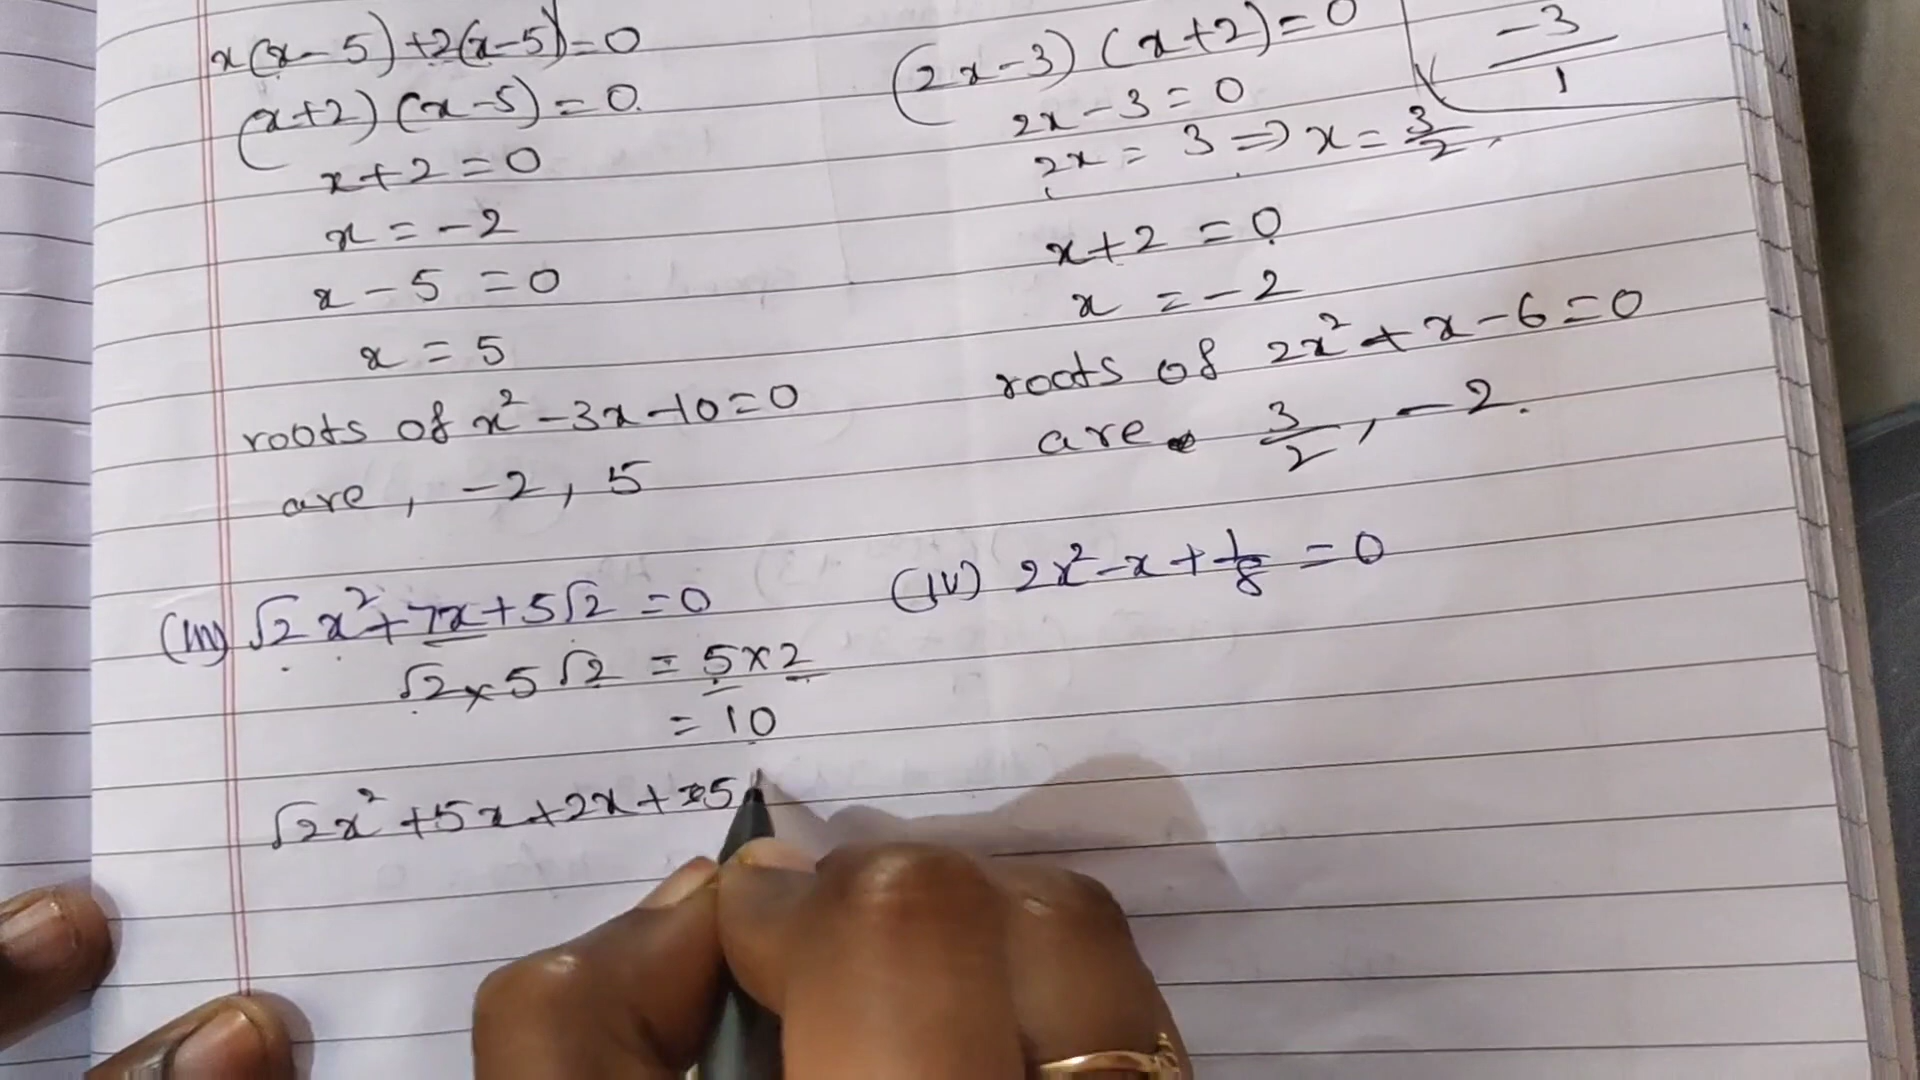 x(x-5)+2(x-5)=0
(x+2)(x-5)=0
x+2=0
x=-2
x-5=0
x=5
roots of x²-3x-10=0
are, -2, 5
(2x-3)(x+2)=0
2x-3=0
2x=3⇒x=3/2.
x+2=0
x=-2
roots of 2x²+x-6=0
are 3/2, -2.
-3/1
(III) √2x²+7x+5√2=0
√2×5√2=5×2
=10
√2x²+5x+2x+5
(IV) 2x²-x+1/8=0